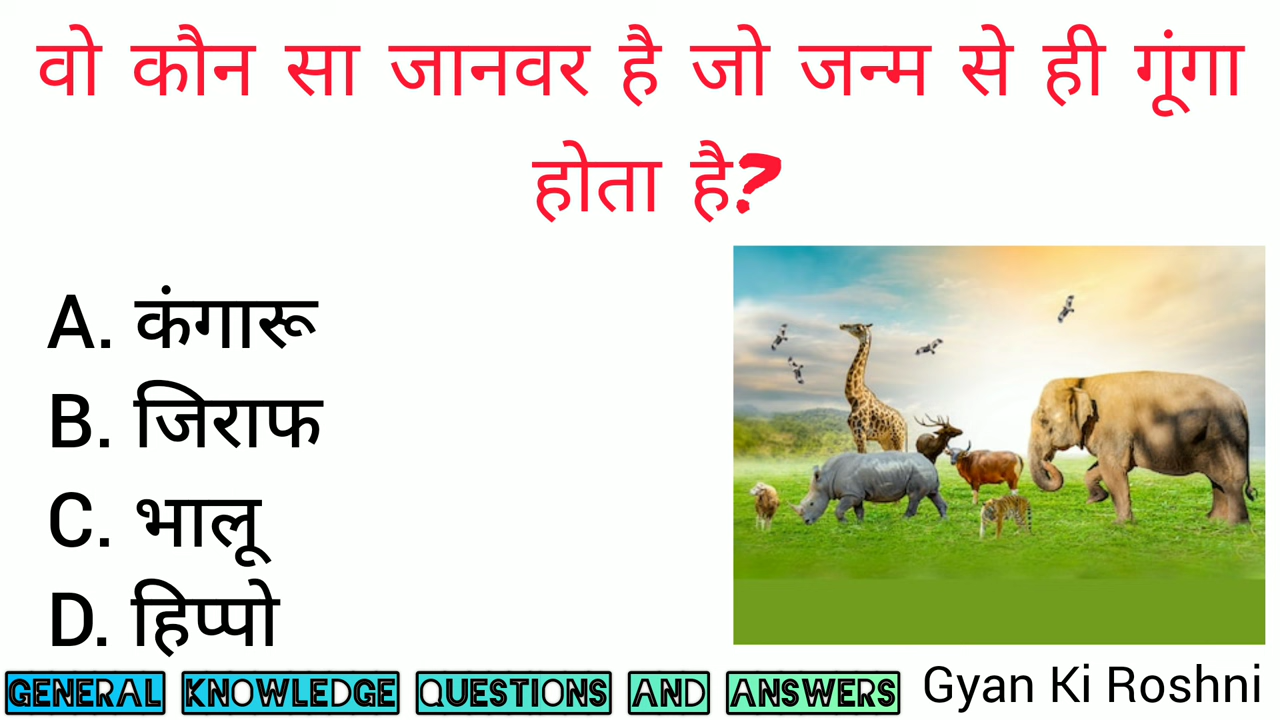 वो कौन सा जानवर है जो जन्म से ही गूंगा
होता है?
A. कंगारू
B. जिराफ
C. भालू
D. हिप्पो
GENERAL KNOWLEDGE QUESTIONS AND ANSWERS Gyan Ki Roshni